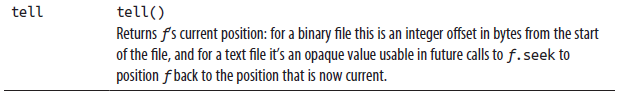 tell tell()
Returns f's current position: for a binary file this is an integer offset in bytes from the start
of the file, and for a text file it's an opaque value usable in future calls to f.seek to
position f back to the position that is now current.